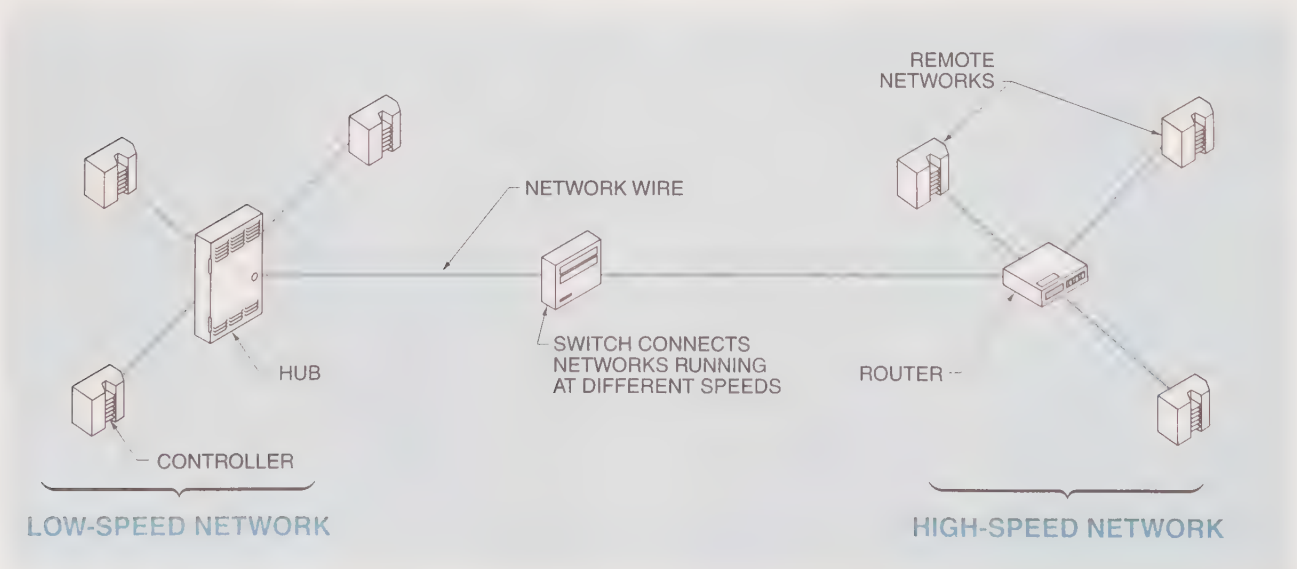 REMOTE
NETWORKS
NETWORK WIRE
SWITCH CONNECTS
NETWORKS RUNNING
AT DIFFERENT SPEEDS
HUB
ROUTER
CONTROLLER
LOW-SPEED NETWORK
HIGH-SPEED NETWORK